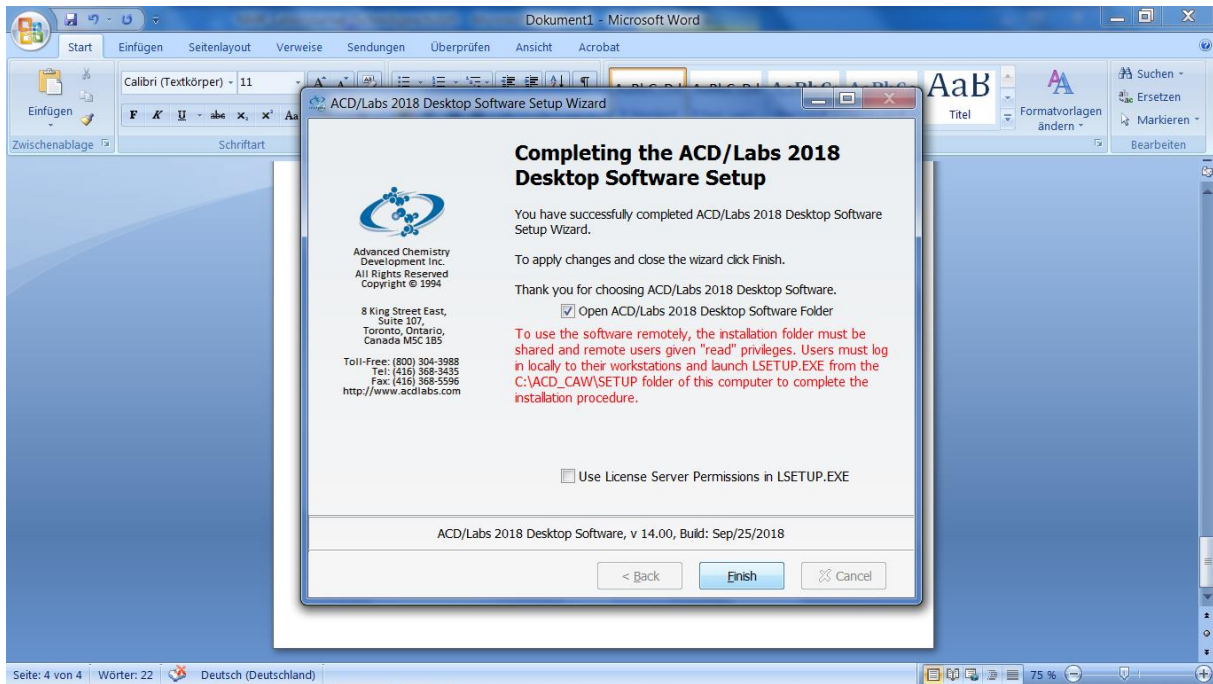 Dokument1 - Microsoft Word
Start Einfügen Seitenlayout Verweise Sendungen Überprüfen Ansicht Acrobat
Einfügen
Calibri (Textkörper) 11
F K U abe x₂ x² Aa
AaB
Titel
Formatvorlagen
ändern
Suchen
Ersetzen
Markieren
Zwischenablage Schriftart Bearbeiten
ACD/Labs 2018 Desktop Software Setup Wizard
Completing the ACD/Labs 2018
Desktop Software Setup
You have successfully completed ACD/Labs 2018 Desktop Software
Setup Wizard.
To apply changes and close the wizard click Finish.
Thank you for choosing ACD/Labs 2018 Desktop Software.
Open ACD/Labs 2018 Desktop Software Folder
To use the software remotely, the installation folder must be
shared and remote users given "read" privileges. Users must log
in locally to their workstations and launch LSETUP.EXE from the
C:\ACD_CAW\SETUP folder of this computer to complete the
installation procedure.
Use License Server Permissions in LSETUP.EXE
Advanced Chemistry
Development Inc.
All Rights Reserved
Copyright © 1994
8 King Street East,
Suite 107,
Toronto, Ontario,
Canada M5C 1B5
Toll-Free: (800) 304-3988
Tel: (416) 368-3435
Fax: (416) 368-5596
http://www.acdlabs.com
ACD/Labs 2018 Desktop Software, v 14.00, Build: Sep/25/2018
< Back Finish Cancel
Seite: 4 von 4 Wörter: 22 Deutsch (Deutschland) 75 %